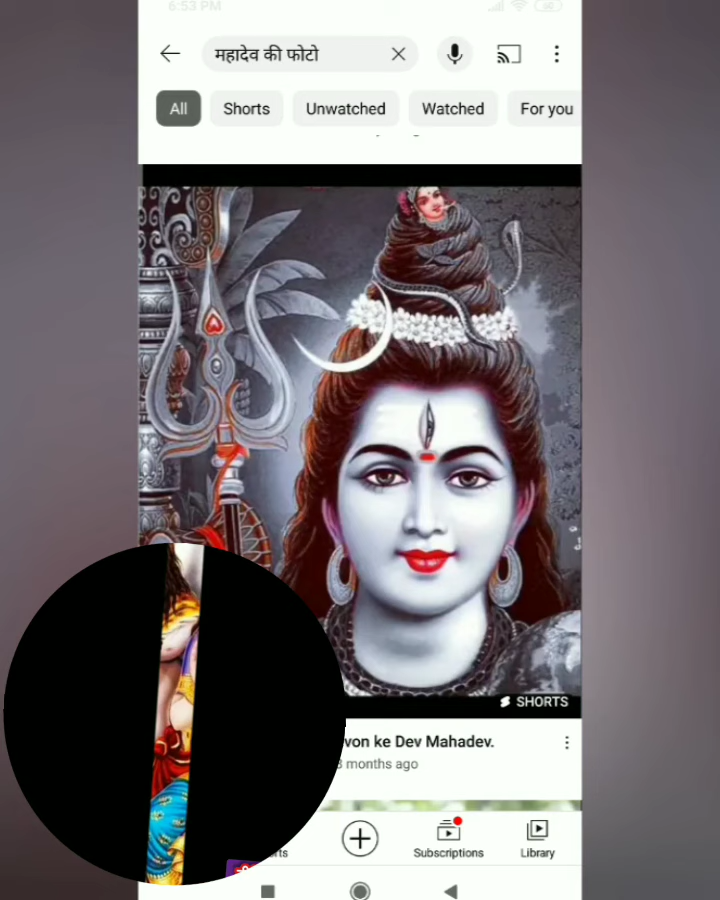 6:53 PM
महादेव की फोटो
All Shorts Unwatched Watched For you
SHORTS
von ke Dev Mahadev.
3 months ago
rts Subscriptions Library